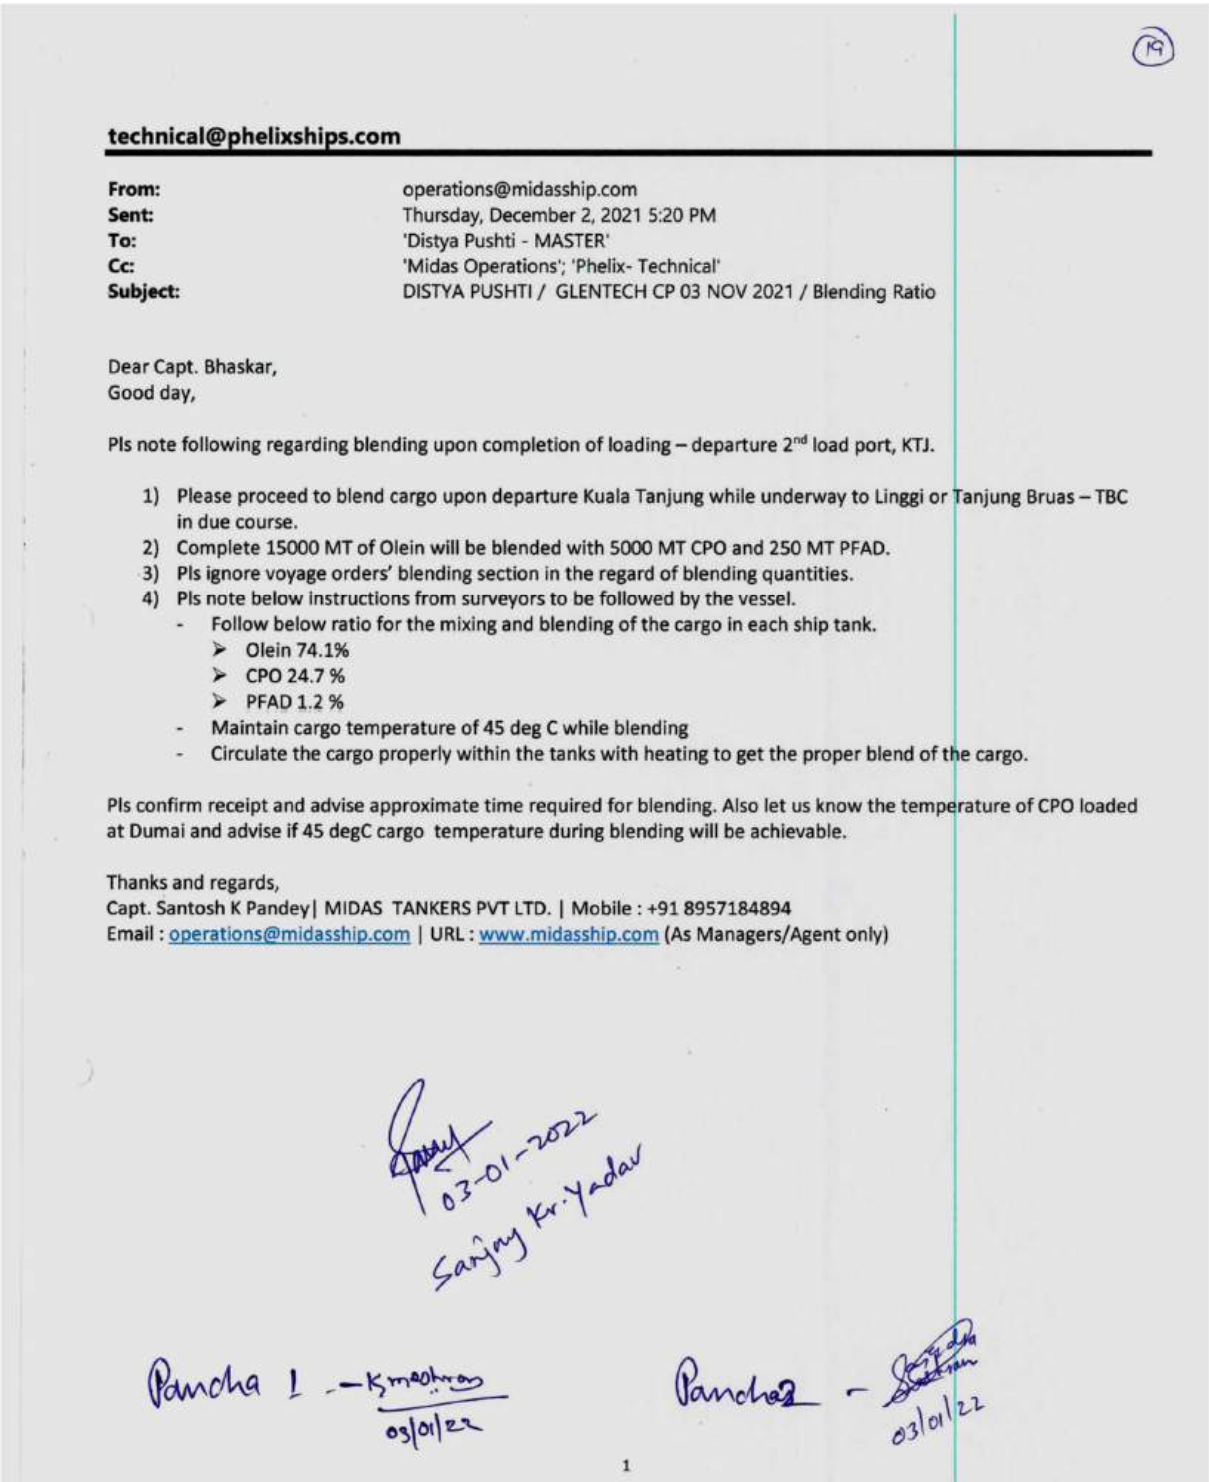 19
technical@phelixships.com
From: operations@midasship.com
Sent: Thursday, December 2, 2021 5:20 PM
To: 'Distya Pushti - MASTER'
Cc: 'Midas Operations'; 'Phelix- Technical'
Subject: DISTYA PUSHTI / GLENTECH CP 03 NOV 2021 / Blending Ratio
Dear Capt. Bhaskar,
Good day,
Pls note following regarding blending upon completion of loading – departure 2nd load port, KTJ.
1) Please proceed to blend cargo upon departure Kuala Tanjung while underway to Linggi or Tanjung Bruas – TBC
in due course.
2) Complete 15000 MT of Olein will be blended with 5000 MT CPO and 250 MT PFAD.
3) Pls ignore voyage orders' blending section in the regard of blending quantities.
4) Pls note below instructions from surveyors to be followed by the vessel.
- Follow below ratio for the mixing and blending of the cargo in each ship tank.
➢ Olein 74.1%
➢ CPO 24.7 %
➢ PFAD 1.2 %
- Maintain cargo temperature of 45 deg C while blending
- Circulate the cargo properly within the tanks with heating to get the proper blend of the cargo.
Pls confirm receipt and advise approximate time required for blending. Also let us know the temperature of CPO loaded
at Dumai and advise if 45 degC cargo temperature during blending will be achievable.
Thanks and regards,
Capt. Santosh K Pandey| MIDAS TANKERS PVT LTD. | Mobile : +91 8957184894
Email : operations@midasship.com | URL : www.midasship.com (As Managers/Agent only)
03-01-2022
Sanjay Kr. Yadav
Pancha 1 -
03/01/22
Pancha2 -
03/01/22
1